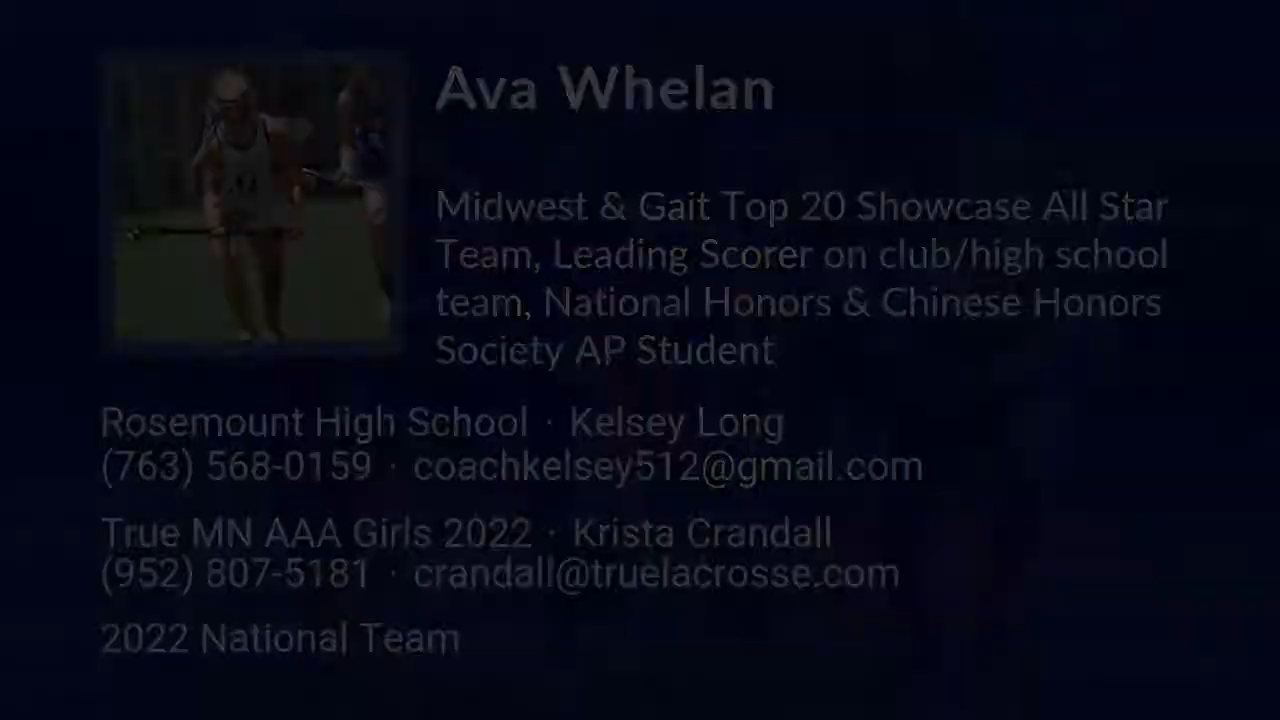 Ava Whelan
Midwest & Gait Top 20 Showcase All Star
Team, Leading Scorer on club/high school
team, National Honors & Chinese Honors
Society AP Student
Rosemount High School · Kelsey Long
(763) 568-0159 · coachkelsey512@gmail.com
True MN AAA Girls 2022 · Krista Crandall
(952) 807-5181 · crandall@truelacrosse.com
2022 National Team